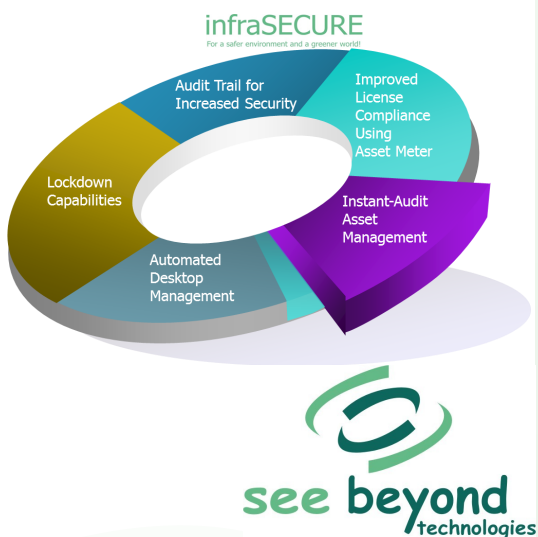 infraSECURE
For a safer environment and a greener world!
Audit Trail for
Increased Security
Improved
License
Compliance
Using
Asset Meter
Lockdown
Capabilities
Instant-Audit
Asset
Management
Automated
Desktop
Management
see beyond
technologies